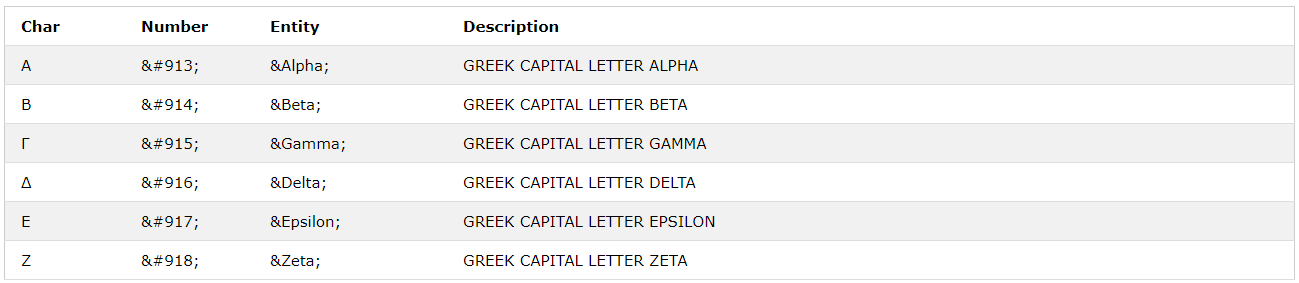 Char Number Entity Description
Α &#913; &Alpha; GREEK CAPITAL LETTER ALPHA
Β &#914; &Beta; GREEK CAPITAL LETTER BETA
Γ &#915; &Gamma; GREEK CAPITAL LETTER GAMMA
Δ &#916; &Delta; GREEK CAPITAL LETTER DELTA
Ε &#917; &Epsilon; GREEK CAPITAL LETTER EPSILON
Ζ &#918; &Zeta; GREEK CAPITAL LETTER ZETA